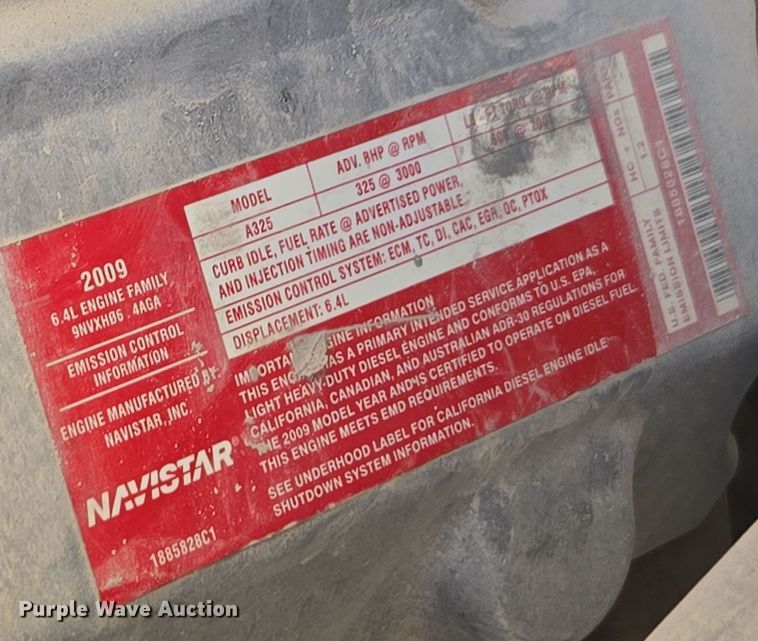 2009
6.4L ENGINE FAMILY
9NVXH06 4AGA
EMISSION CONTROL
INFORMATION
ENGINE MANUFACTURED BY:
NAVISTAR, INC.
NAVISTAR®
1885828C1
MODEL ADV. BHP @ RPM @ RPM
A325 325 @ 3000 @
CURB IDLE, FUEL RATE @ ADVERTISED POWER,
AND INJECTION TIMING ARE NON-ADJUSTABLE.
EMISSION CONTROL SYSTEM: ECM, TC, DI, CAC, EGR, OC, PTOX
DISPLACEMENT: 6.4L
INFORMATION
THIS HAS A PRIMARY INTENDED SERVICE APPLICATION AS A
LIGHT HEAVY-DUTY DIESEL ENGINE AND CONFORMS TO U.S. EPA,
CALIFORNIA, CANADIAN, AND AUSTRALIAN ADR-30 REGULATIONS FOR
THE 2009 MODEL YEAR AND IS CERTIFIED TO OPERATE ON DIESEL FUEL.
THIS ENGINE MEETS EMD REQUIREMENTS.
SEE UNDERHOOD LABEL FOR CALIFORNIA DIESEL ENGINE IDLE
SHUTDOWN SYSTEM INFORMATION.
U.S. FED FAMILY HC + NOx
EMISSION LIMITS 1.2
1885828C1
Purple Wave Auction